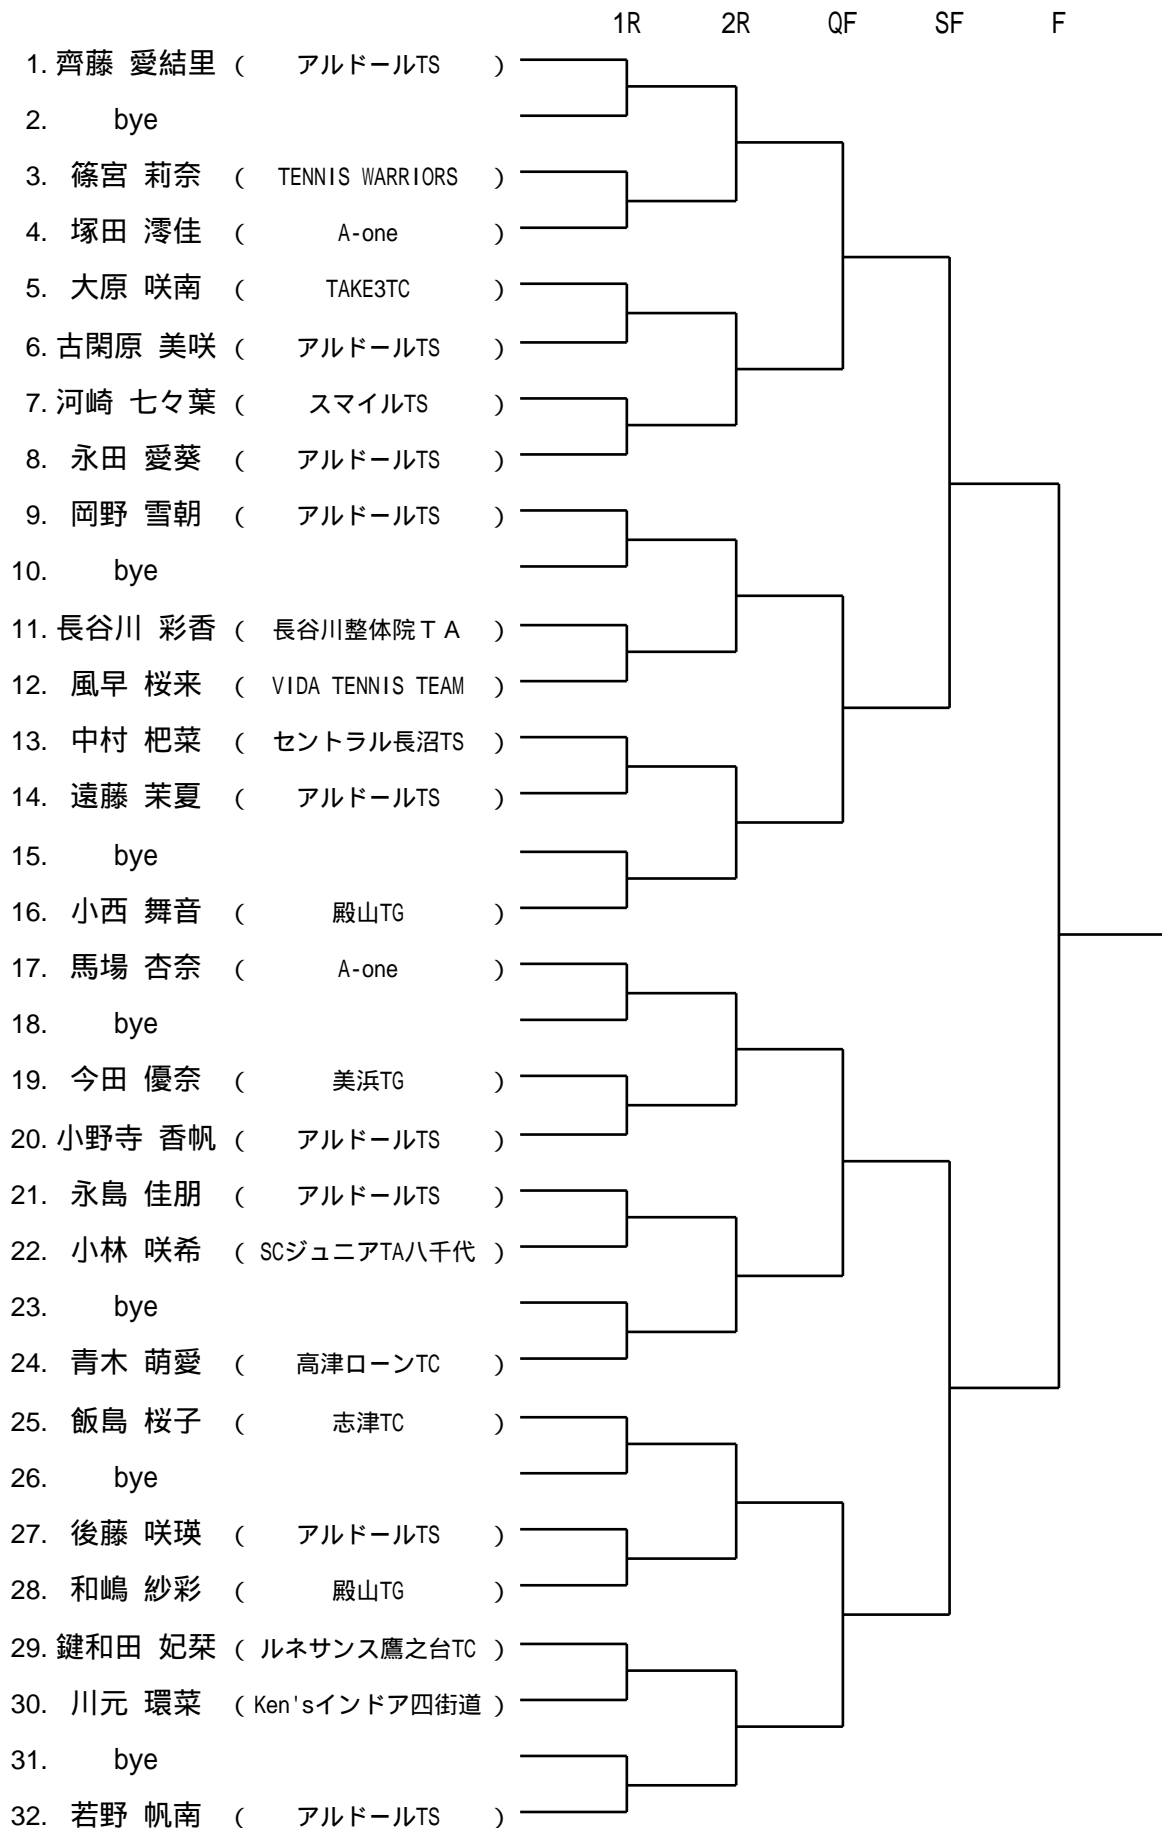 1R 2R QF SF F
1. 齊藤 愛結里 ( アルドールTS )
2. bye
3. 篠宮 莉奈 ( TENNIS WARRIORS )
4. 塚田 澪佳 ( A-one )
5. 大原 咲南 ( TAKE3TC )
6. 古閑原 美咲 ( アルドールTS )
7. 河崎 七々葉 ( スマイルTS )
8. 永田 愛葵 ( アルドールTS )
9. 岡野 雪朝 ( アルドールTS )
10. bye
11. 長谷川 彩香 ( 長谷川整体院ＴＡ )
12. 風早 桜来 ( VIDA TENNIS TEAM )
13. 中村 杷菜 ( セントラル長沼TS )
14. 遠藤 茉夏 ( アルドールTS )
15. bye
16. 小西 舞音 ( 殿山TG )
17. 馬場 杏奈 ( A-one )
18. bye
19. 今田 優奈 ( 美浜TG )
20. 小野寺 香帆 ( アルドールTS )
21. 永島 佳朋 ( アルドールTS )
22. 小林 咲希 ( SCジュニアTA八千代 )
23. bye
24. 青木 萌愛 ( 高津ローンTC )
25. 飯島 桜子 ( 志津TC )
26. bye
27. 後藤 咲瑛 ( アルドールTS )
28. 和嶋 紗彩 ( 殿山TG )
29. 鍵和田 妃栞 ( ルネサンス鷹之台TC )
30. 川元 環菜 ( Ken'sインドア四街道 )
31. bye
32. 若野 帆南 ( アルドールTS )